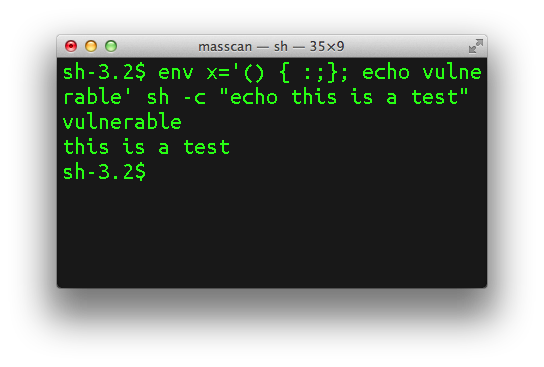 masscan — sh — 35×9
sh-3.2$ env x='() { :;}; echo vulne
rable' sh -c "echo this is a test"
vulnerable
this is a test
sh-3.2$